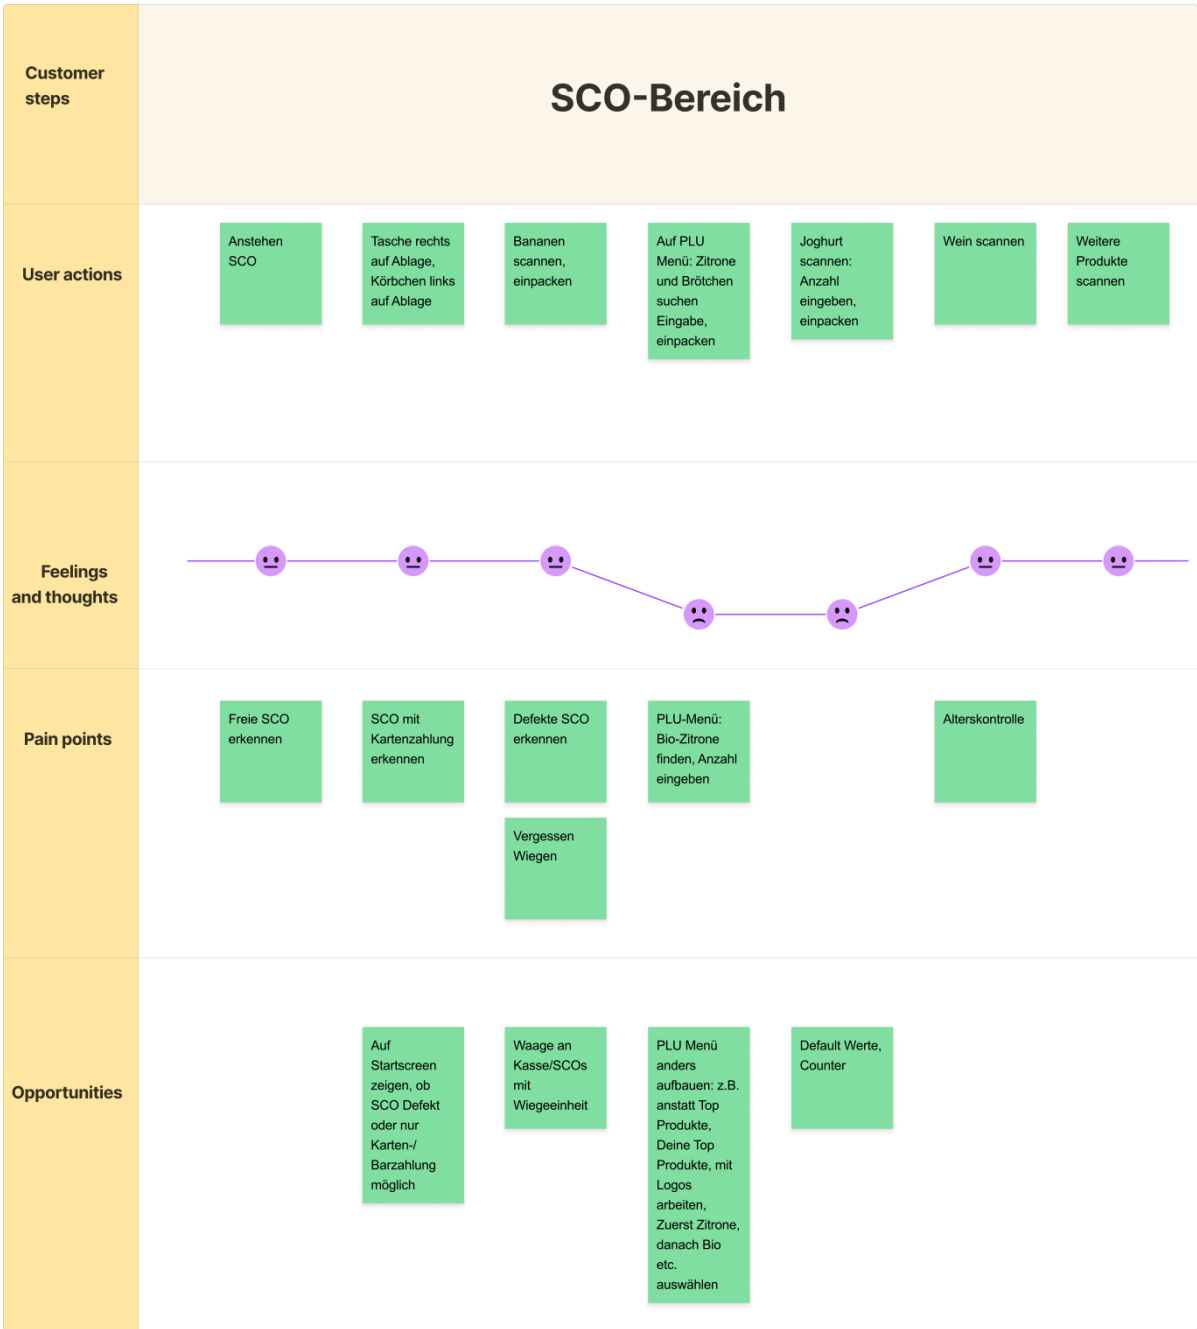 Customer
steps
SCO-Bereich
User actions
Anstehen
SCO
Tasche rechts
auf Ablage,
Körbchen links
auf Ablage
Bananen
scannen,
einpacken
Auf PLU
Menü: Zitrone
und Brötchen
suchen
Eingabe,
einpacken
Joghurt
scannen:
Anzahl
eingeben,
einpacken
Wein scannen
Weitere
Produkte
scannen
Feelings
and thoughts
Pain points
Freie SCO
erkennen
SCO mit
Kartenzahlung
erkennen
Defekte SCO
erkennen
Vergessen
Wiegen
PLU-Menü:
Bio-Zitrone
finden, Anzahl
eingeben
Alterskontrolle
Opportunities
Auf
Startscreen
zeigen, ob
SCO Defekt
oder nur
Karten-/
Barzahlung
möglich
Waage an
Kasse/SCOs
mit
Wiegeeinheit
PLU Menü
anders
aufbauen: z.B.
anstatt Top
Produkte,
Deine Top
Produkte, mit
Logos
arbeiten,
Zuerst Zitrone,
danach Bio
etc.
auswählen
Default Werte,
Counter